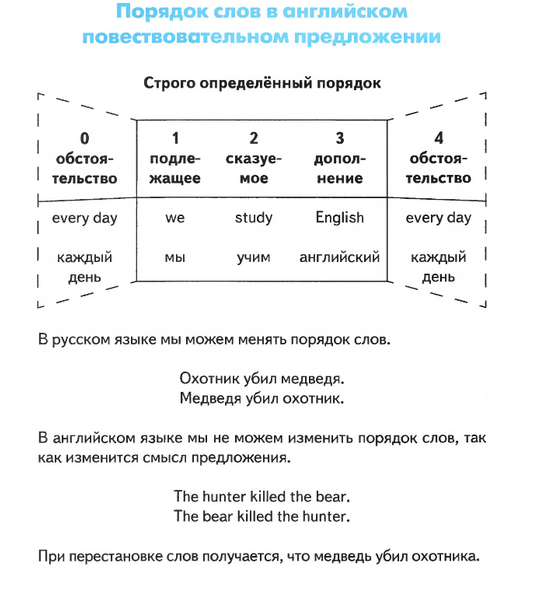 Порядок слов в английском
повествовательном предложении
Строго определённый порядок
0 1 2 3 4
обстоя- подле- сказуе- допол- обстоя-
тельство жащее мое нение тельство
every day we study English every day
каждый мы учим английский каждый
день день
В русском языке мы можем менять порядок слов.
Охотник убил медведя.
Медведя убил охотник.
В английском языке мы не можем изменить порядок слов, так
как изменится смысл предложения.
The hunter killed the bear.
The bear killed the hunter.
При перестановке слов получается, что медведь убил охотника.